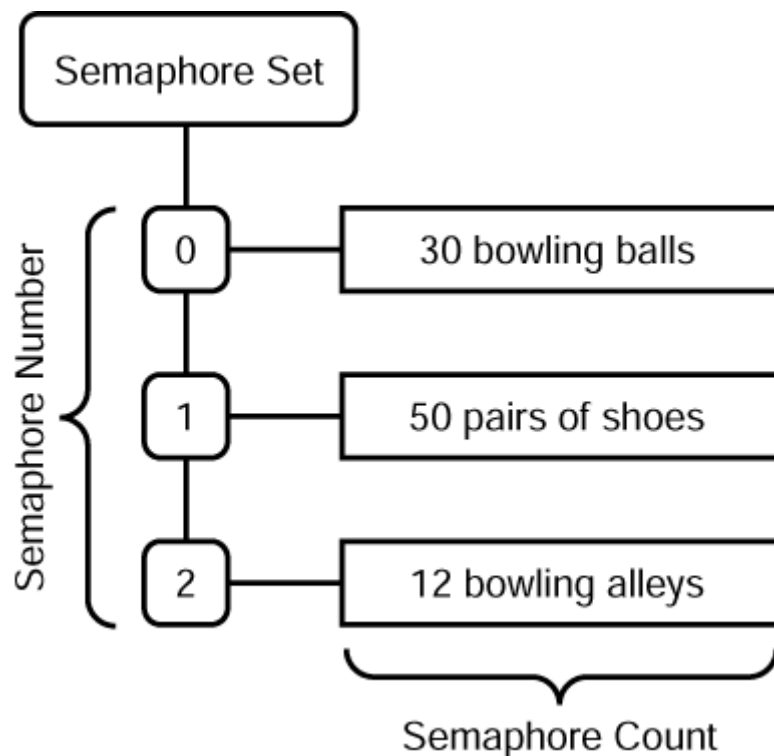 Semaphore Set
Semaphore Number
0
30 bowling balls
1
50 pairs of shoes
2
12 bowling alleys
Semaphore Count